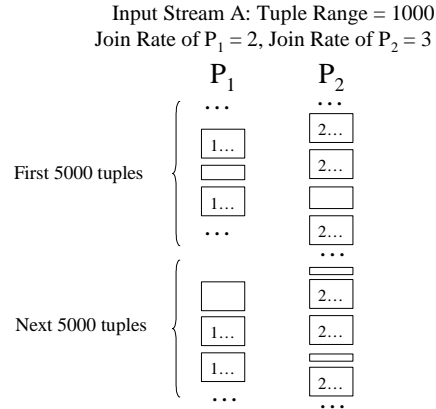 Input Stream A: Tuple Range = 1000
Join Rate of P1 = 2, Join Rate of P2 = 3
P1 P2
... ...
1... 2...
2...
First 5000 tuples
1... 2...
... ...
2...
Next 5000 tuples 1... 2...
1... 2...
... ...